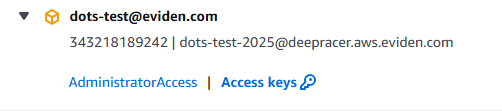 dots-test@eviden.com
343218189242 | dots-test-2025@deepracer.aws.eviden.com
AdministratorAccess | Access keys